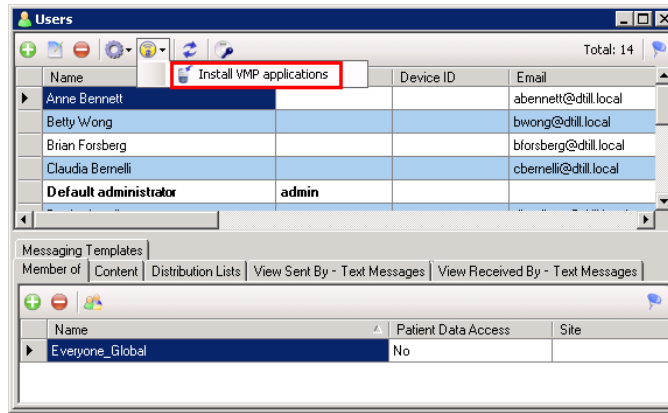 Users
Total: 14
Install VMP applications
Name Device ID Email
Anne Bennett abennett@dtill.local
Betty Wong bwong@dtill.local
Brian Forsberg bforsberg@dtill.local
Claudia Bernelli cbernelli@dtill.local
Default administrator admin
Messaging Templates
Member of Content Distribution Lists View Sent By - Text Messages View Received By - Text Messages
Name Patient Data Access Site
Everyone_Global No